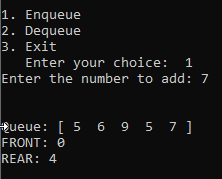 1. Enqueue
2. Dequeue
3. Exit
Enter your choice: 1
Enter the number to add: 7
Queue: [ 5 6 9 5 7 ]
FRONT: 0
REAR: 4